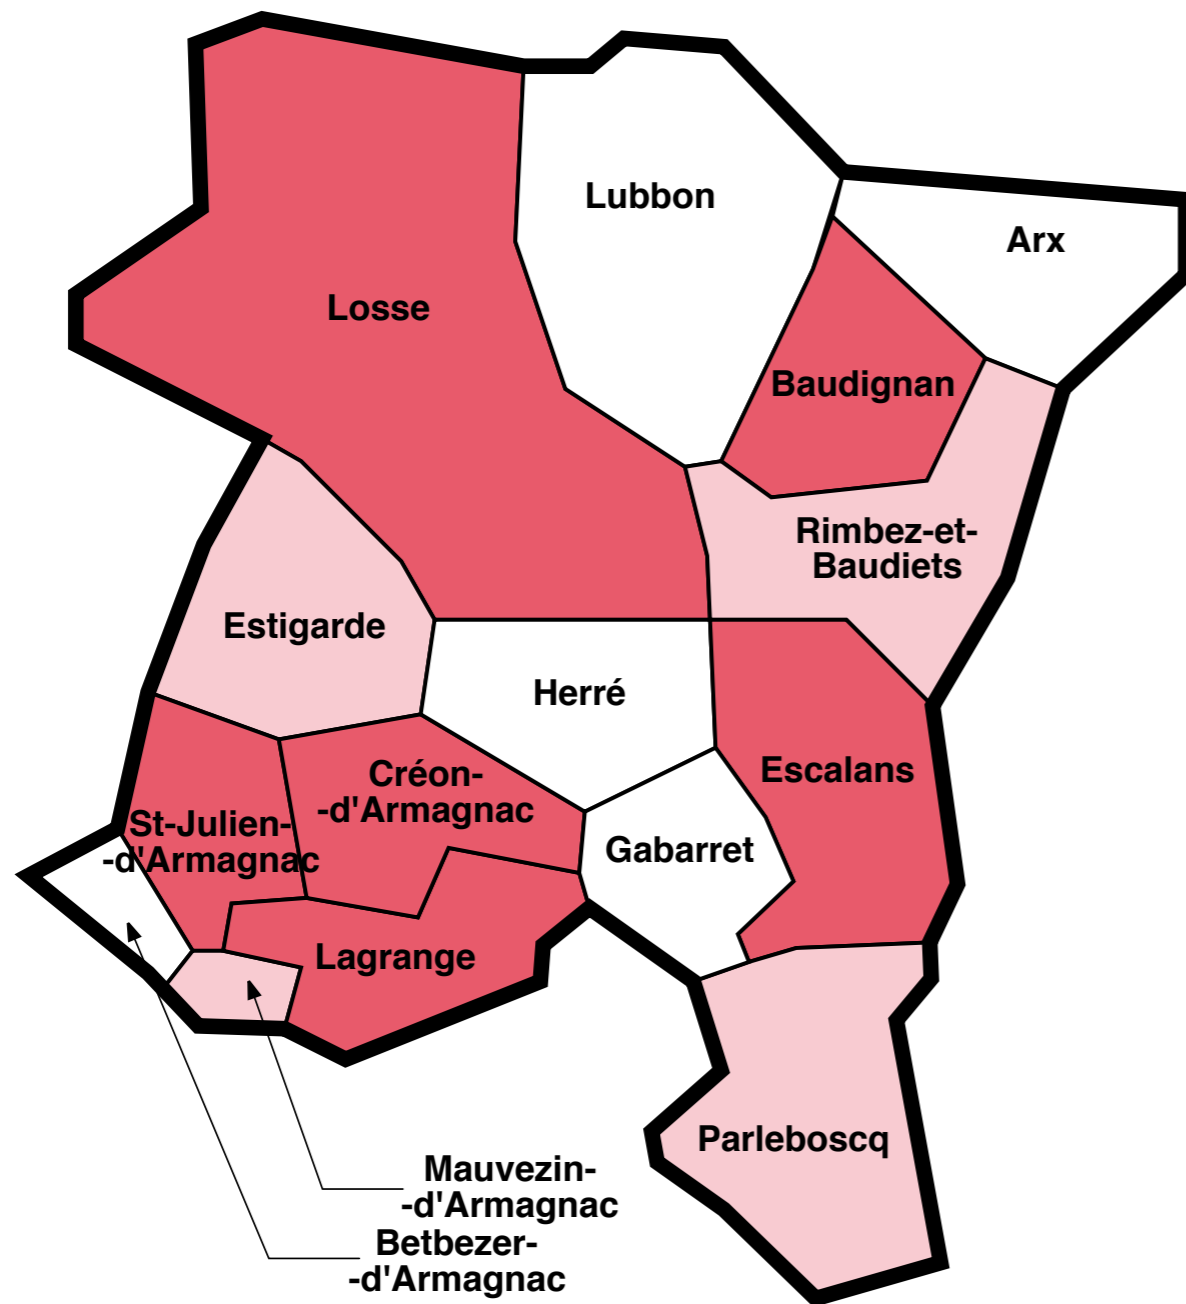 Lubbon
Arx
Losse
Baudignan
Rimbez-et-
Baudiets
Estigarde
Herré
Escalans
Créon-
-d'Armagnac
St-Julien-
-d'Armagnac
Gabarret
Lagrange
Parleboscq
Mauvezin-
-d'Armagnac
Betbezer-
-d'Armagnac